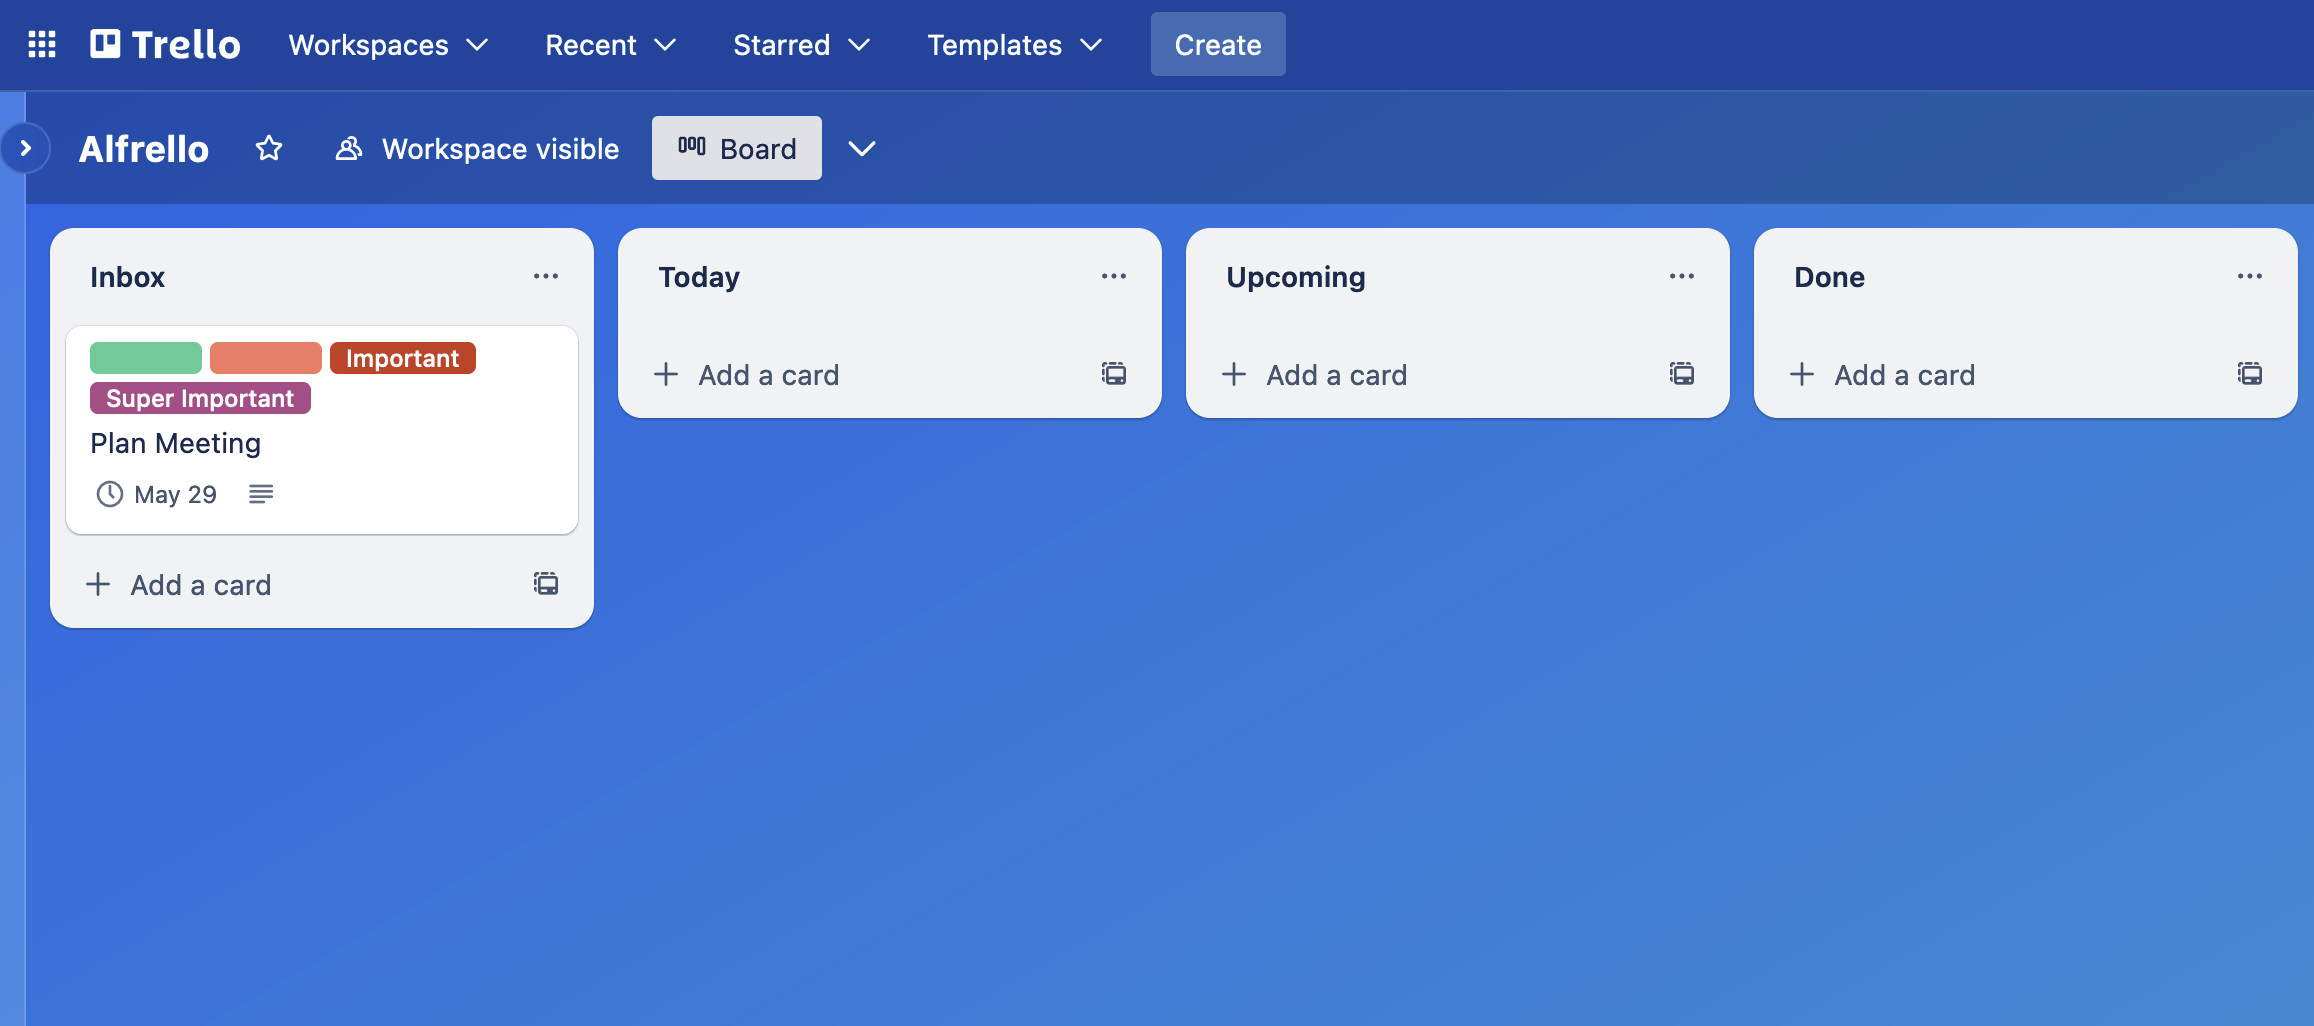 Trello Workspaces Recent Starred Templates Create
Alfrello Workspace visible Board
Inbox
Important
Super Important
Plan Meeting
May 29
Add a card
Today
Add a card
Upcoming
Add a card
Done
Add a card